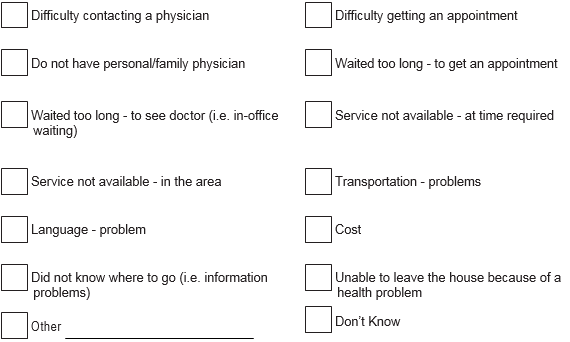 Difficulty contacting a physician
Difficulty getting an appointment
Do not have personal/family physician
Waited too long - to get an appointment
Waited too long - to see doctor (i.e. in-office
waiting)
Service not available - at time required
Service not available - in the area
Transportation - problems
Language - problem
Cost
Did not know where to go (i.e. information
problems)
Unable to leave the house because of a
health problem
Other
Don't Know